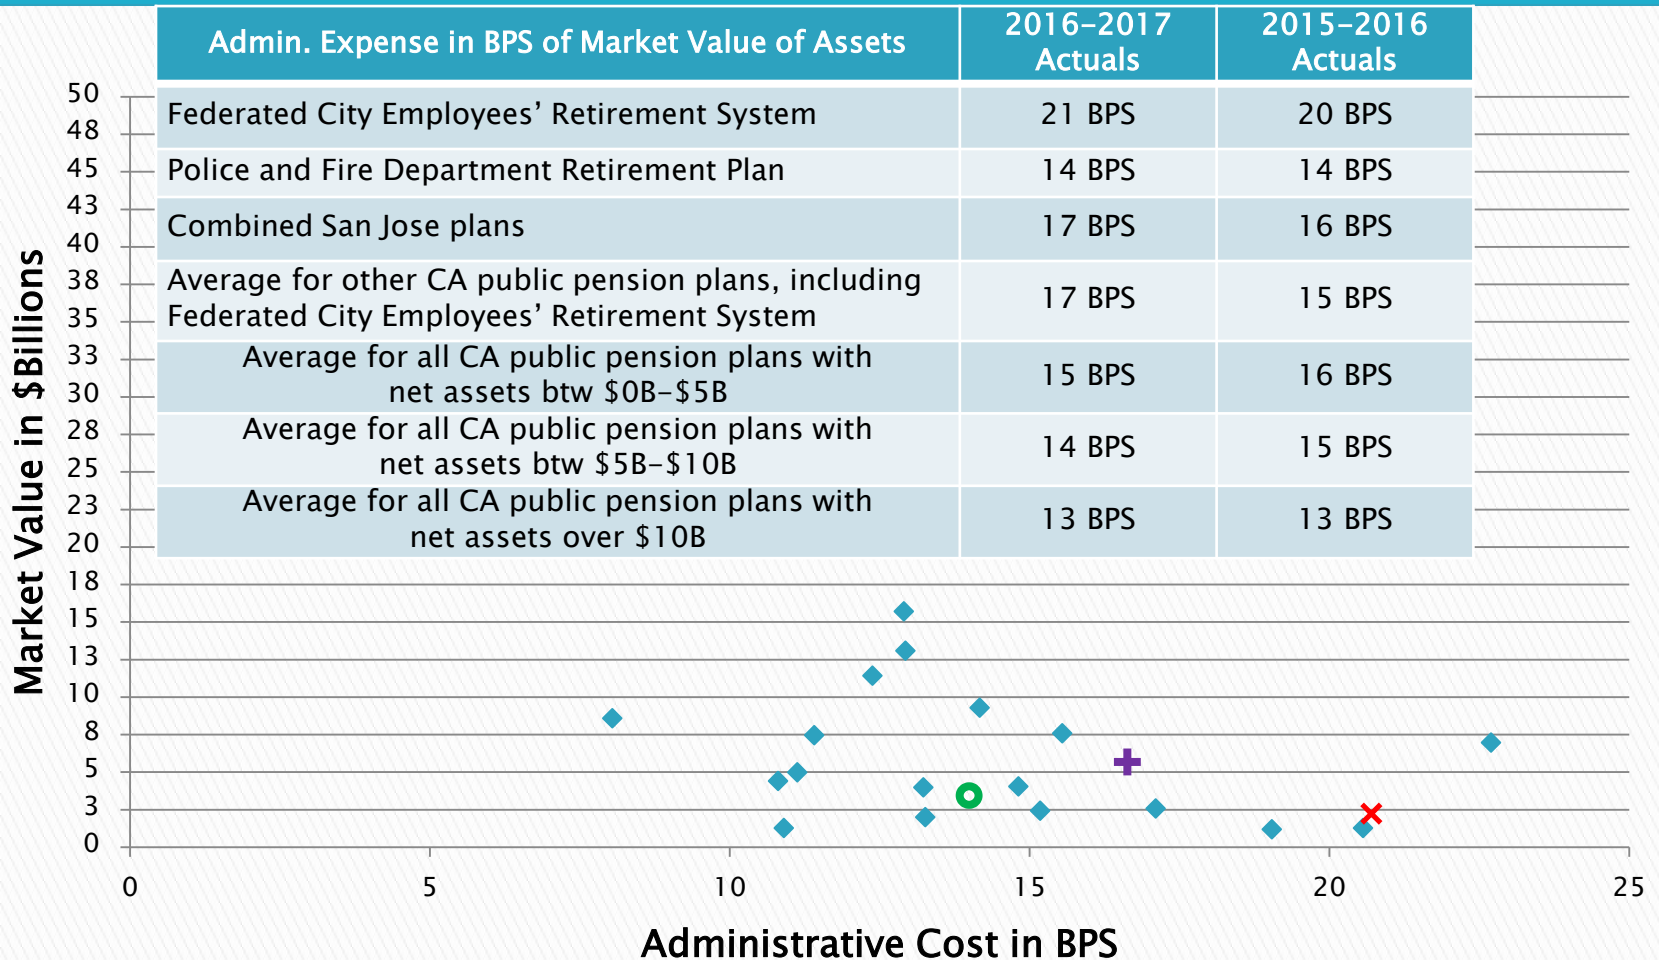 Admin. Expense in BPS of Market Value of Assets
2016-2017
Actuals
2015-2016
Actuals
Federated City Employees’ Retirement System
21 BPS
20 BPS
Police and Fire Department Retirement Plan
14 BPS
14 BPS
Combined San Jose plans
17 BPS
16 BPS
Average for other CA public pension plans, including
Federated City Employees’ Retirement System
17 BPS
15 BPS
Average for all CA public pension plans with
net assets btw $0B-$5B
15 BPS
16 BPS
Average for all CA public pension plans with
net assets btw $5B-$10B
14 BPS
15 BPS
Average for all CA public pension plans with
net assets over $10B
13 BPS
13 BPS
Market Value in $Billions
50
48
45
43
40
38
35
33
30
28
25
23
20
18
15
13
10
8
5
3
0
0
5
10
15
20
25
Administrative Cost in BPS